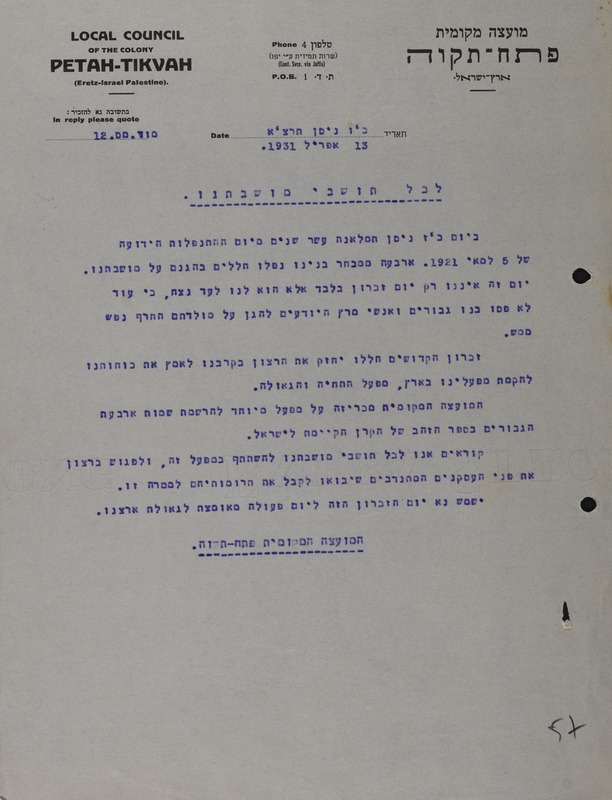 LOCAL COUNCIL
OF THE COLONY
PETAH-TIKVAH
(Eretz-Israel Palestine).
Phone 4 טלפון
(שרות תמידית ע״י יפו)
(Cont. Serv. via Jaffa)
P.O.B. 1 .ת. ד
מועצה מקומית
פתח-תקוה
ארץ-ישראל.
בתשובה נא להזכיר:
In reply please quote
12.סס.
Date כ"ו ניסן תרצ"א תאריך
13 אפריל 1931.
לכל תושבי מושבתנו.
ביום כ"ז ניסן תמלאנה עשר שנים מיום ההתנפלות הידועה
של 5 למאי 1921. ארבעה ממבחר בנינו נפלו חללים בהגנם על מושבתנו.
יום זה איננו רק יום זכרון בלבד אלא הוא לנו לעד נצח, כי עוד
לא פסו בנו גבורים ואנשי מרץ היודעים להגן על מולדתם החרף נפש
ממש.
זכרון הקדושים הללו יחזק את הרצון בקרבנו לאמץ את כוחותנו
להקמת מפעלינו בארץ, מפעל התחיה והגאולה.
המועצה המקומית מכריזה על מפעל מיוחד להרשמת שמות ארבעת
הגבורים בספר הזהב של הקרן הקיימת לישראל.
קוראים אנו לכל תושבי מושבתנו להשתתף במפעל זה, ולפגוש ברצון
את פני העסקנים המתנדבים שיבואו לקבל את תרומותיהם למטרה זו.
ישמש נא יום הזכרון הזה ליום פעולה מאומצת לגאולת ארצנו.
המועצה המקומית פתח-תקוה.
57